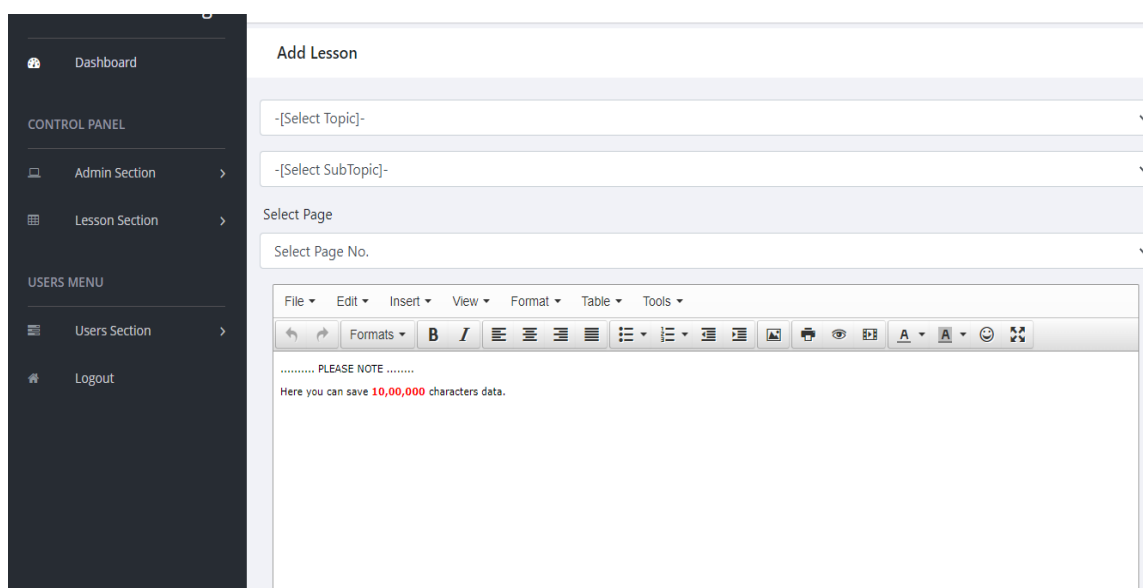 Dashboard
CONTROL PANEL
Admin Section
Lesson Section
USERS MENU
Users Section
Logout
Add Lesson
-[Select Topic]-
-[Select SubTopic]-
Select Page
Select Page No.
File Edit Insert View Format Table Tools
Formats B I A A
.......... PLEASE NOTE ........
Here you can save 10,00,000 characters data.